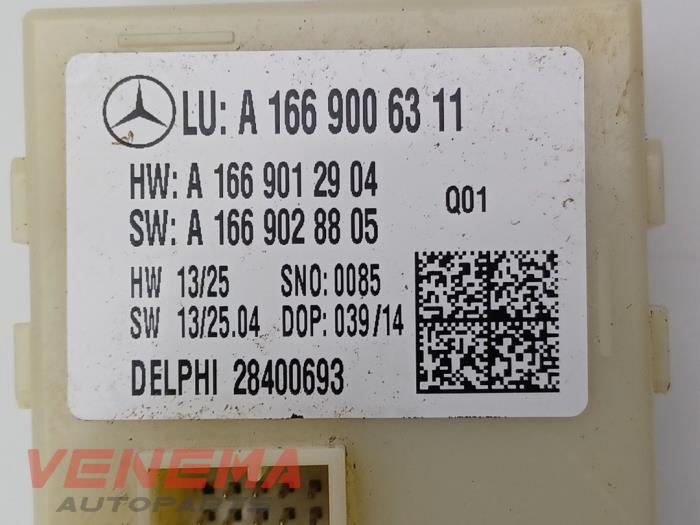 LU: A 166 900 63 11
HW: A 166 901 29 04
SW: A 166 902 88 05
Q01
HW 13/25 SNO: 0085
SW 13/25.04 DOP: 039/14
DELPHI 28400693
VENEMA
AUTOPARTS